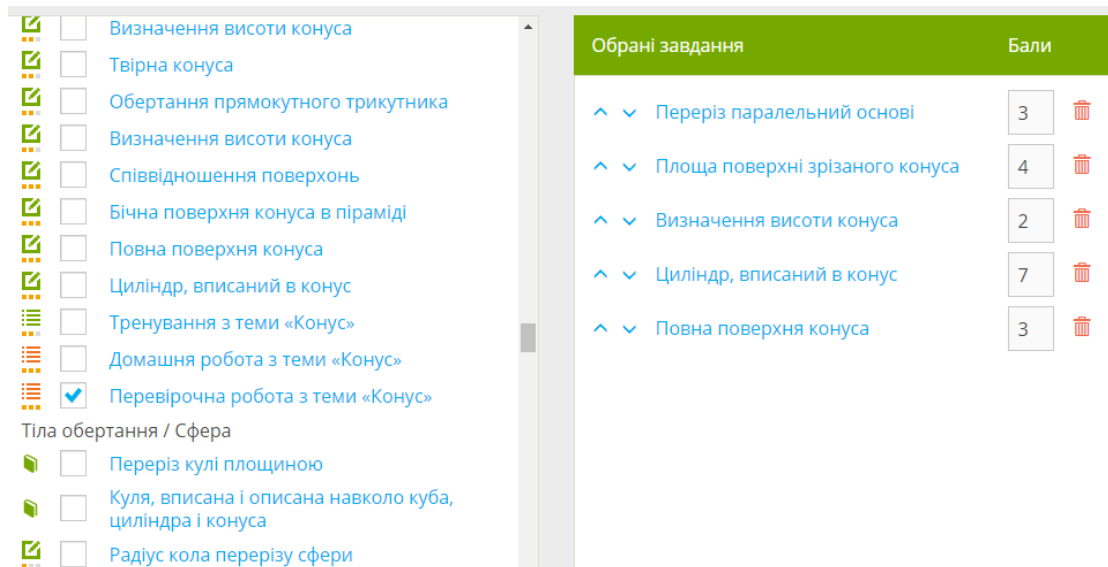 Визначення висоти конуса
Твірна конуса
Обертання прямокутного трикутника
Визначення висоти конуса
Співвідношення поверхонь
Бічна поверхня конуса в піраміді
Повна поверхня конуса
Циліндр, вписаний в конус
Тренування з теми «Конус»
Домашня робота з теми «Конус»
Перевірочна робота з теми «Конус»
Тіла обертання / Сфера
Переріз кулі площиною
Куля, вписана і описана навколо куба,
циліндра і конуса
Радіус кола перерізу сфери
Обрані завдання Бали
Переріз паралельний основі 3
Площа поверхні зрізаного конуса 4
Визначення висоти конуса 2
Циліндр, вписаний в конус 7
Повна поверхня конуса 3